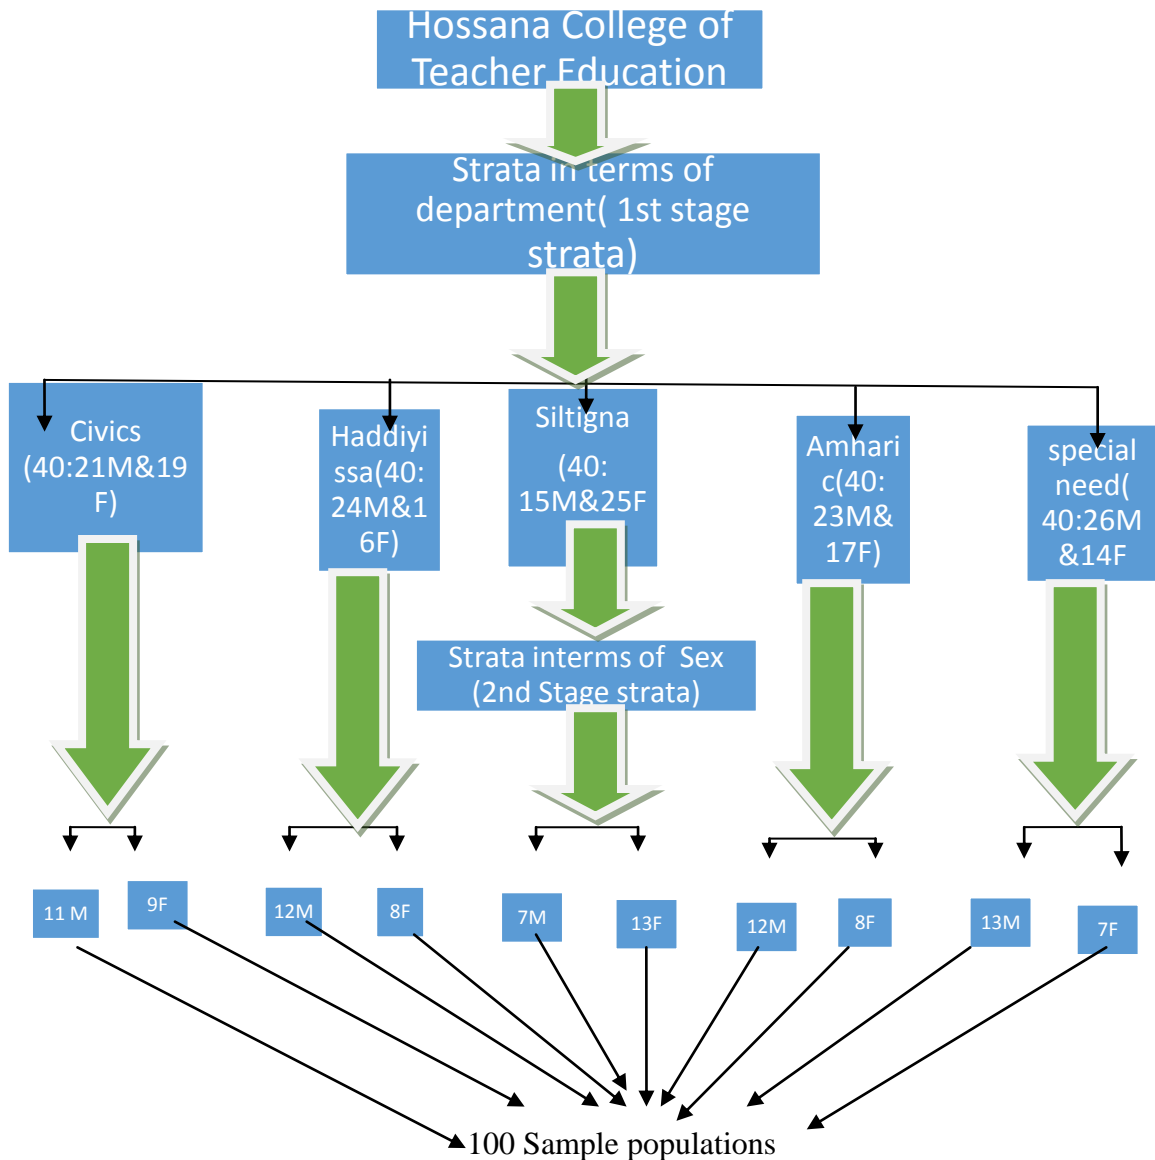 Hossana College of
Teacher Education
Strata in terms of
department( 1st stage
strata)
Civics
(40:21M&19
F)
Haddiyi
ssa(40:
24M&1
6F)
Siltigna
(40:
15M&25F
Amhari
c(40:
23M&
17F)
special
need(
40:26M
&14F
Strata interms of Sex
(2nd Stage strata)
11 M
9F
12M
8F
7M
13F
12M
8F
13M
7F
100 Sample populations